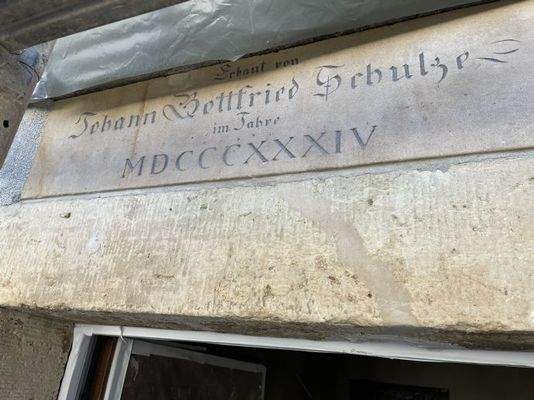 Erbaut von
Johann Gottfried Schulze
im Jahre
MDCCCXXXIV